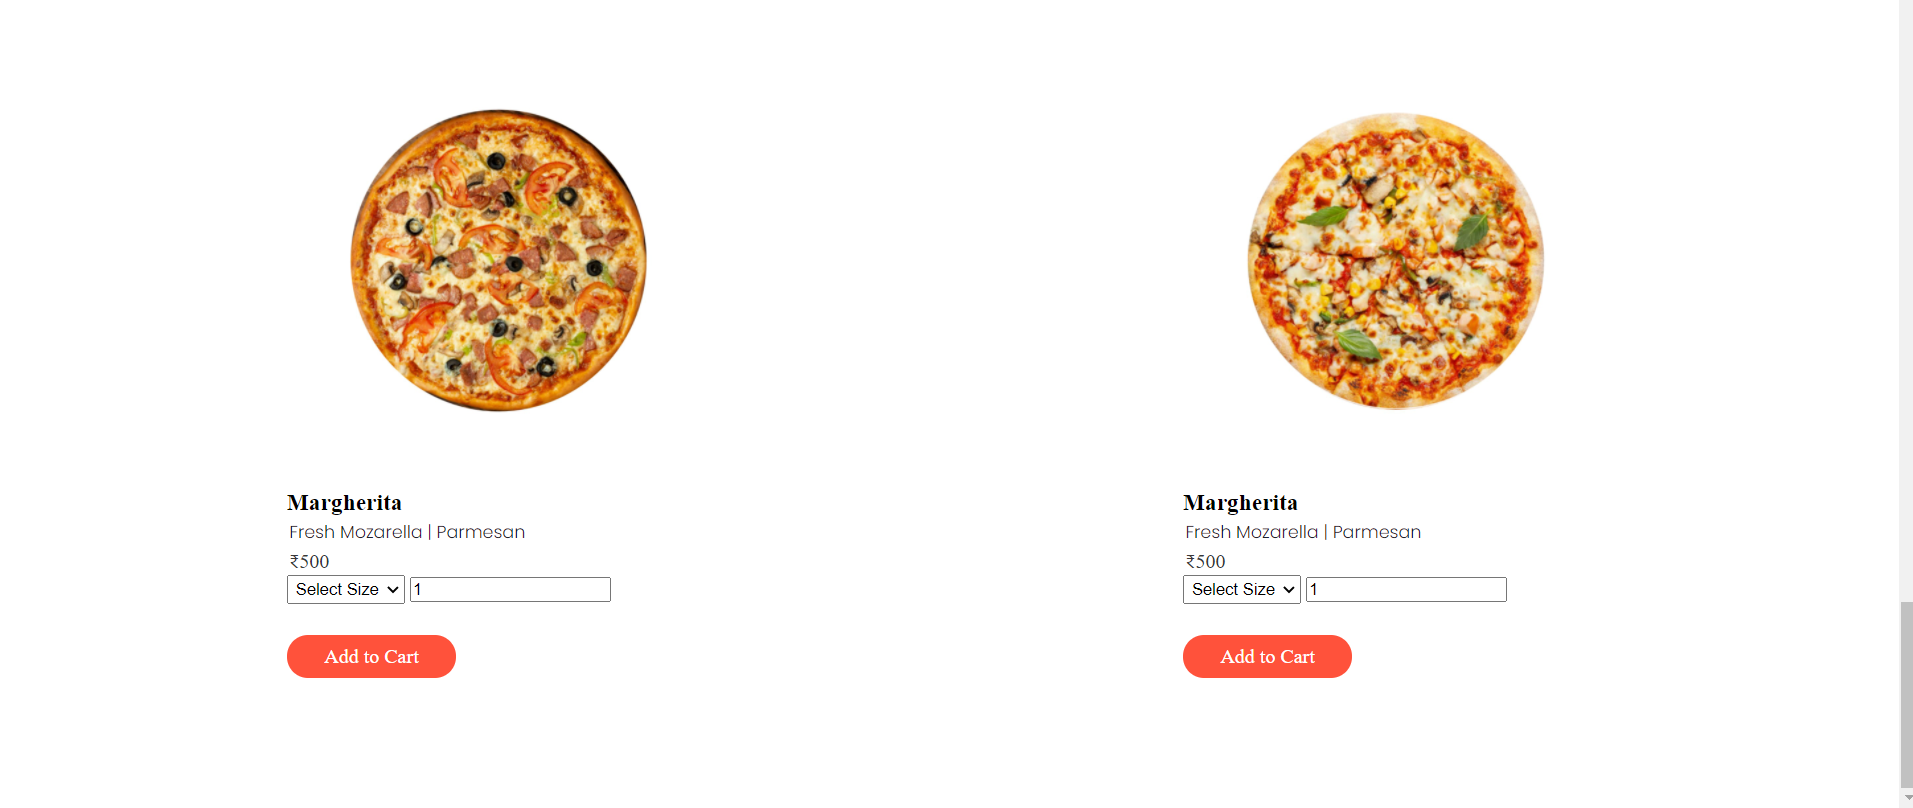 Margherita
Fresh Mozarella | Parmesan
₹500
Select Size 1
Add to Cart
Margherita
Fresh Mozarella | Parmesan
₹500
Select Size 1
Add to Cart